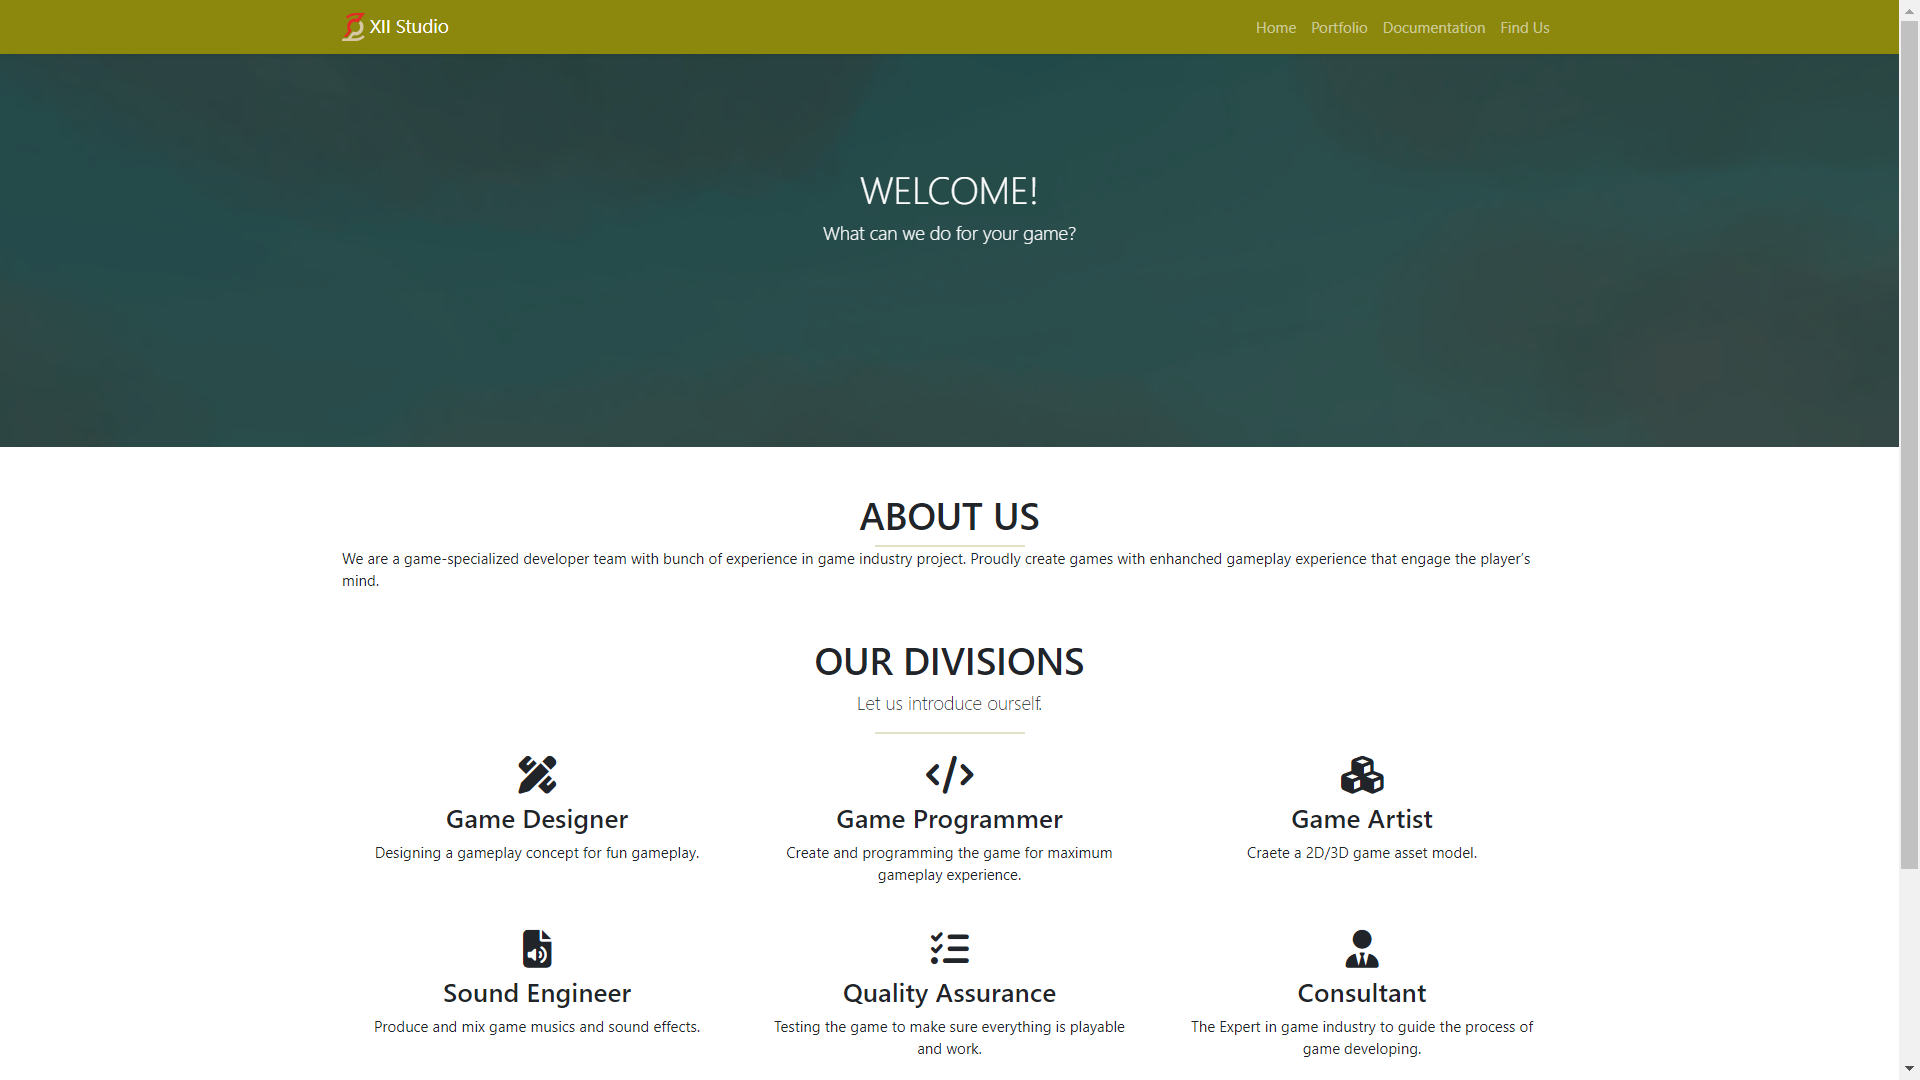 XII Studio
Home Portfolio Documentation Find Us
WELCOME!
What can we do for your game?
ABOUT US
We are a game-specialized developer team with bunch of experience in game industry project. Proudly create games with enhanched gameplay experience that engage the player's
mind.
OUR DIVISIONS
Let us introduce ourself.
Game Designer
Designing a gameplay concept for fun gameplay.
Game Programmer
Create and programming the game for maximum
gameplay experience.
Game Artist
Craete a 2D/3D game asset model.
Sound Engineer
Produce and mix game musics and sound effects.
Quality Assurance
Testing the game to make sure everything is playable
and work.
Consultant
The Expert in game industry to guide the process of
game developing.